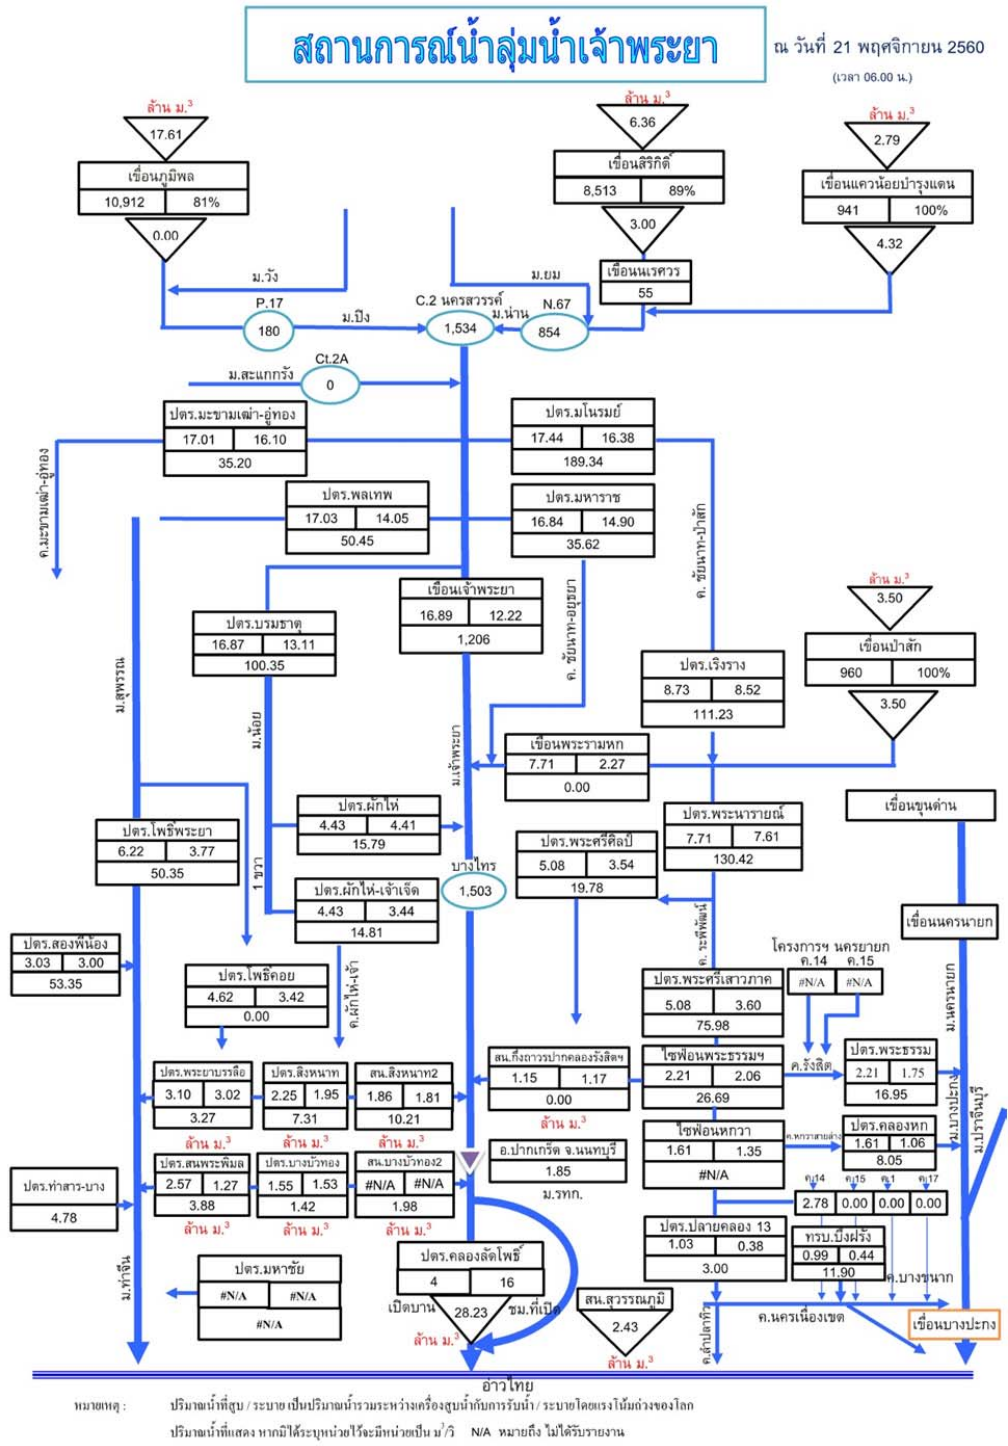 สถานการณ์น้ำลุ่มน้ำเจ้าพระยา
ณ วันที่ 21 พฤศจิกายน 2560
(เวลา 06.00 น.)
ล้าน ม.³
17.61
เขื่อนภูมิพล
10,912 81%
0.00
ล้าน ม.³
6.36
เขื่อนสิริกิติ์
8,513 89%
3.00
ล้าน ม.³
2.79
เขื่อนแควน้อยบำรุงแดน
941 100%
4.32
เขื่อนนเรศวร
55
ม.วัง
ม.ยม
P.17
180
ม.ปิง
C.2 นครสวรรค์
1,534
ม.น่าน
N.67
854
Ct.2A
0
ม.สะแกกรัง
ปตร.มะขามเฒ่า-อู่ทอง
17.01 16.10
35.20
ปตร.มโนรมย์
17.44 16.38
189.34
ค.มะขามเฒ่า-อู่ทอง
ปตร.พลเทพ
17.03 14.05
50.45
ปตร.มหาราช
16.84 14.90
35.62
ค. ชัยนาท-ป่าสัก
ค. ชัยนาท-อยุธยา
เขื่อนเจ้าพระยา
16.89 12.22
1,206
ปตร.บรมธาตุ
16.87 13.11
100.35
ล้าน ม.³
3.50
เขื่อนป่าสัก
960 100%
3.50
ปตร.เริงราง
8.73 8.52
111.23
ม.สุพรรณ
ม.น้อย
ม.เจ้าพระยา
เขื่อนพระรามหก
7.71 2.27
0.00
ปตร.ผักไห่
4.43 4.41
15.79
ปตร.พระนารายณ์
7.71 7.61
130.42
เขื่อนขุนด่าน
ปตร.โพธิ์พระยา
6.22 3.77
50.35
1 ขวา
ปตร.พระศรีศิลป์
5.08 3.54
19.78
บางไทร
1,503
ปตร.ผักไห่-เจ้าเจ็ด
4.43 3.44
14.81
ค. ระพีพัฒน์
เขื่อนนครนายก
ปตร.สองพี่น้อง
3.03 3.00
53.35
ปตร.โพธิ์คอย
4.62 3.42
0.00
ค.ผักไห่-เจ้า
ปตร.พระศรีเสาวภาค
5.08 3.60
75.98
โครงการฯ นครยายก
ค.14 ค.15
#N/A #N/A
ม.นครนายก
ปตร.พระยาบรรลือ
3.10 3.02
3.27
ล้าน ม.³
ปตร.สิงหนาท
2.25 1.95
7.31
ล้าน ม.³
สน.สิงหนาท2
1.86 1.81
10.21
ล้าน ม.³
สน.กึ่งถาวรปากคลองรังสิตฯ
1.15 1.17
0.00
ล้าน ม.³
ไซฟ่อนพระธรรมฯ
2.21 2.06
26.69
ค.รังสิต
ปตร.พระธรรม
2.21 1.75
16.95
ไซฟ่อนหกวา
1.61 1.35
#N/A
ค.หกวาสายล่าง
ปตร.คลองหก
1.61 1.06
8.05
ม.บางปะกง
ม.ปราจีนบุรี
อ.ปากเกร็ด จ.นนทบุรี
1.85
ม.รทก.
ปตร.สนพระพิมล
2.57 1.27
3.88
ล้าน ม.³
ปตร.บางบัวทอง
1.55 1.53
1.42
ล้าน ม.³
สน.บางบัวทอง2
#N/A #N/A
1.98
ล้าน ม.³
ปตร.ท่าสาร-บาง
4.78
2.78 0.00 0.00 0.00
ปตร.ปลายคลอง 13
1.03 0.38
3.00
ทรบ.บึงฝรั่ง
0.99 0.44
11.90
ค.บางขนาก
ปตร.คลองลัดโพธิ์
4 16
เปิดบาน 28.23 ชม.ที่เปิด
ล้าน ม.³
ปตร.มหาชัย
#N/A #N/A
#N/A
ม.ท่าจีน
สน.สุวรรณภูมิ
2.43
ล้าน ม.³
ค.ลำปลาทิว
ค.นครเนื่องเขต
เขื่อนบางปะกง
อ่าวไทย
หมายเหตุ : ปริมาณน้ำที่สูบ / ระบาย เป็นปริมาณน้ำรวมระหว่างเครื่องสูบน้ำกับการรับน้ำ / ระบายโดยแรงโน้มถ่วงของโลก
ปริมาณน้ำที่แสดง หากมิได้ระบุหน่วยไว้จะมีหน่วยเป็น ม³/วิ N/A หมายถึง ไม่ได้รับรายงาน